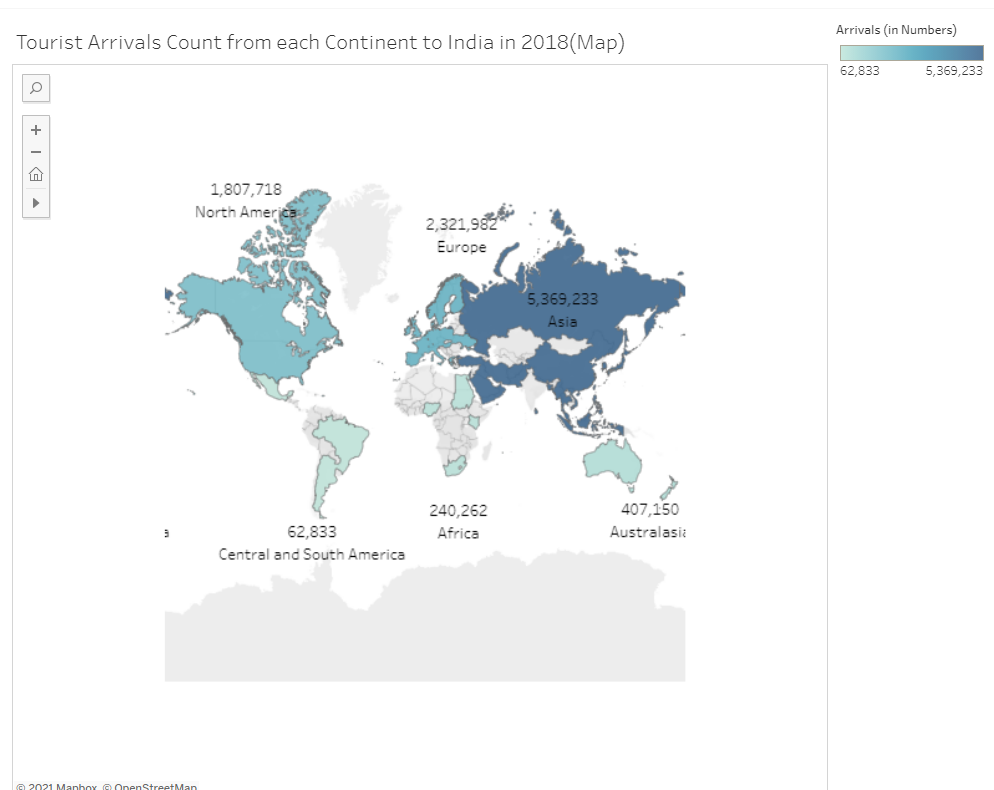 Tourist Arrivals Count from each Continent to India in 2018(Map)
Arrivals (in Numbers)
62,833 5,369,233
1,807,718
North America
2,321,982
Europe
5,369,233
Asia
240,262
Africa
407,150
Australasia
a
62,833
Central and South America
© 2021 Mapbox © OpenStreetMap